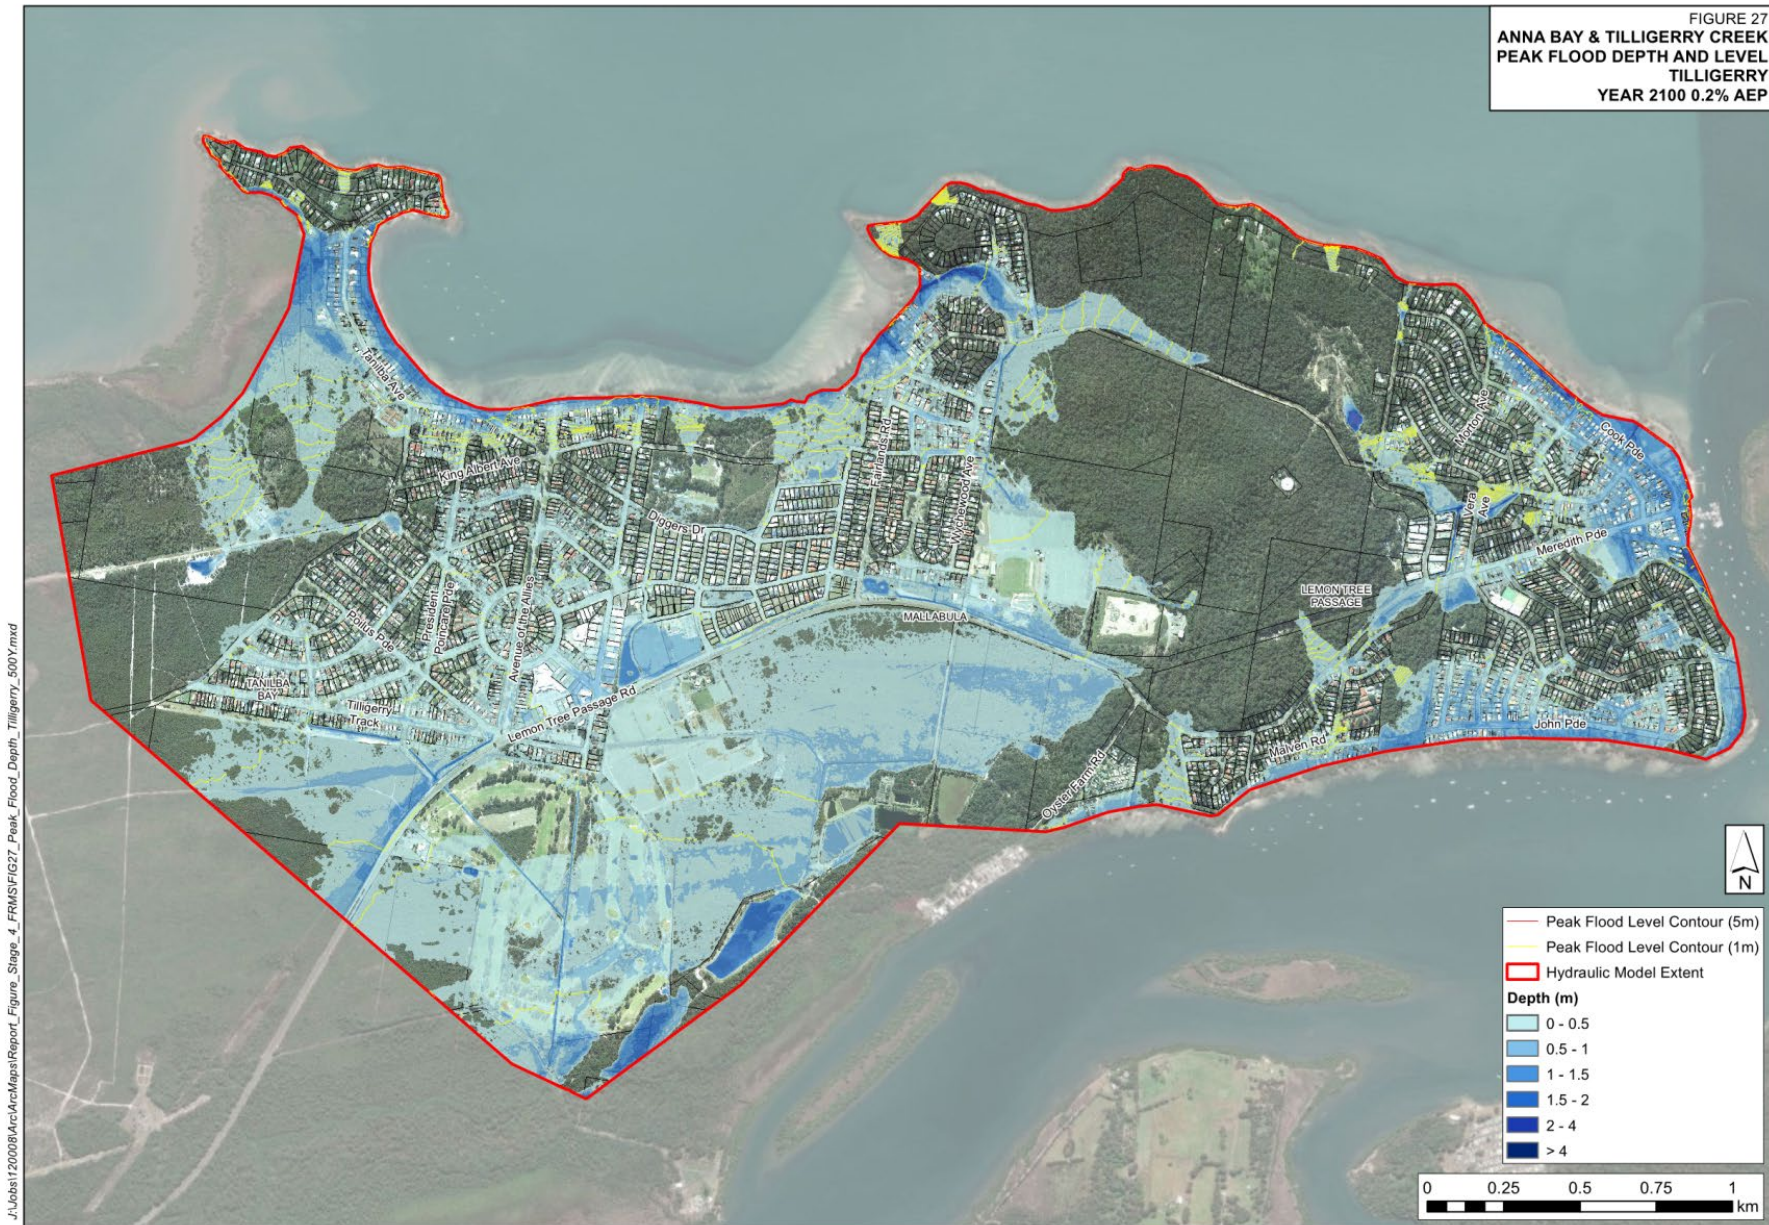 FIGURE 27
ANNA BAY & TILLIGERRY CREEK
PEAK FLOOD DEPTH AND LEVEL
TILLIGERRY
YEAR 2100 0.2% AEP
Tanilba Ave
King Albert Ave
Diggers Dr
Fairlands Rd
Wychewood Ave
Morton Ave
Cook Pde
Vera
Ave
Meredith Pde
LEMON TREE
PASSAGE
MALLABULA
President
Poincare Pde
Poilus Pde
Avenue of the Allies
TANILBA
BAY
Tilligerry
Track
Lemon Tree Passage Rd
Oyster Farm Rd
Malven Rd
John Pde
N
Peak Flood Level Contour (5m)
Peak Flood Level Contour (1m)
Hydraulic Model Extent
Depth (m)
0 - 0.5
0.5 - 1
1 - 1.5
1.5 - 2
2 - 4
> 4
0 0.25 0.5 0.75 1
km
J:\Jobs\120008\Arc\ArcMaps\Report_Figure_Stage_4_FRMS\FIG27_Peak_Flood_Depth_Tilligerry_500Y.mxd